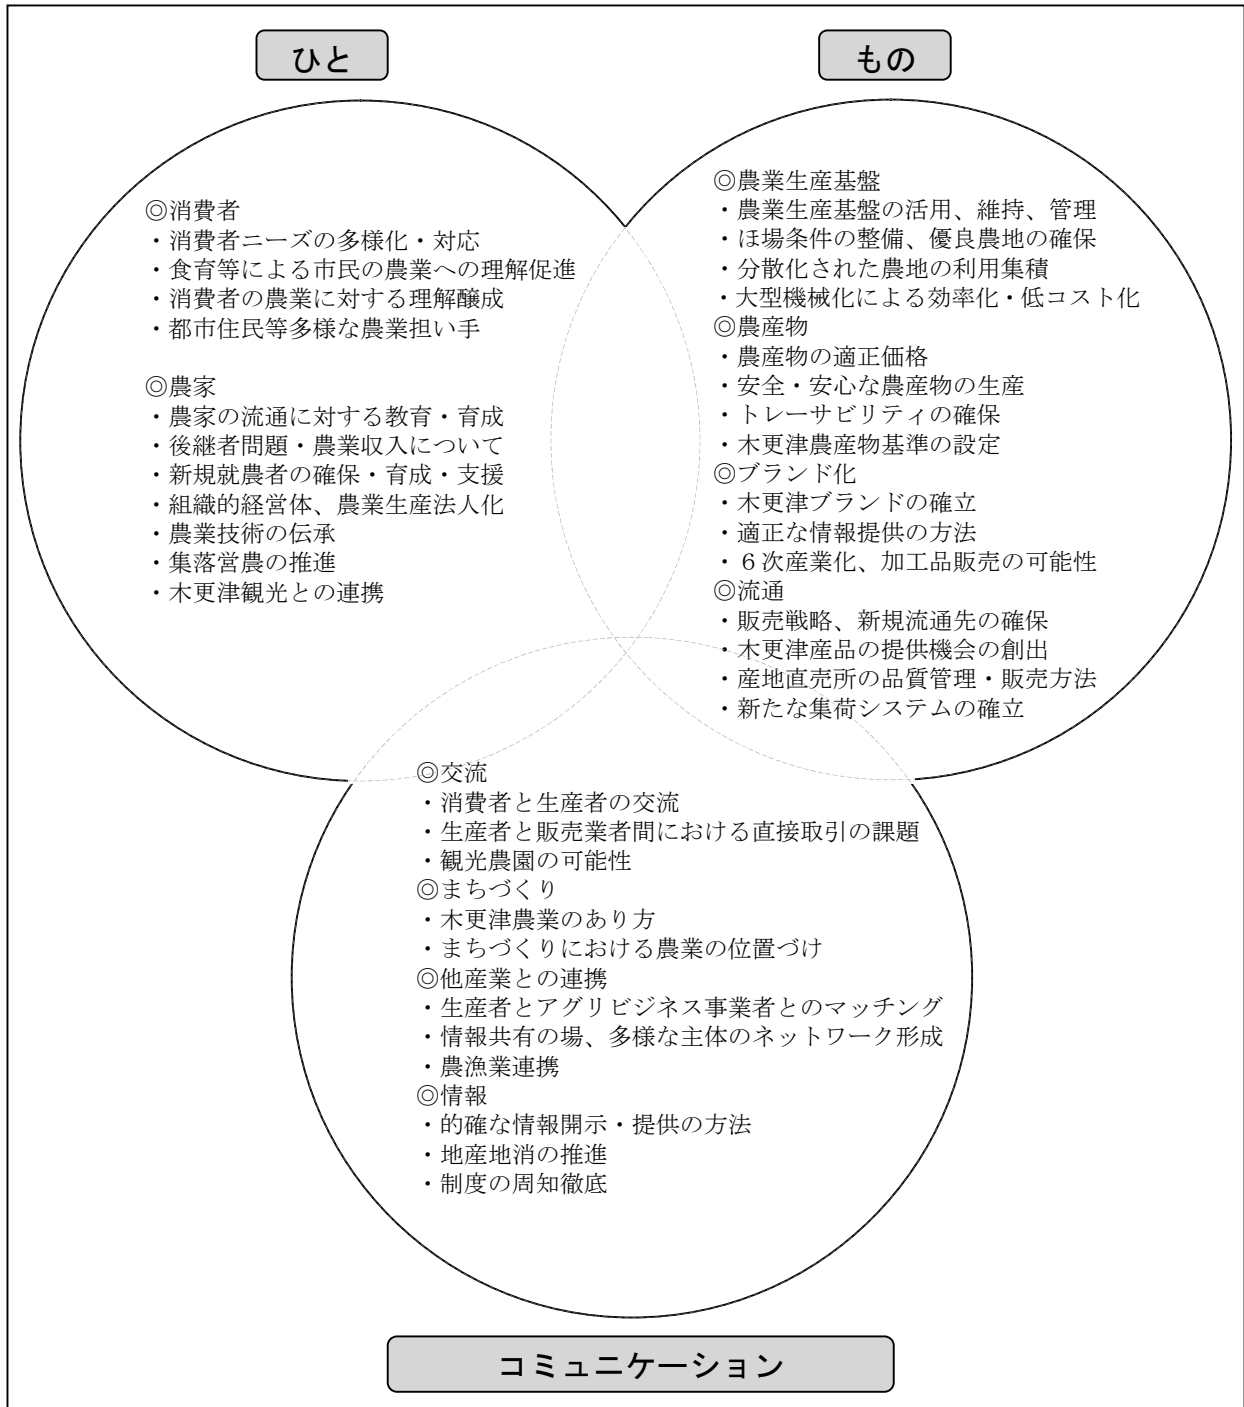 ひと
◎消費者
・消費者ニーズの多様化・対応
・食育等による市民の農業への理解促進
・消費者の農業に対する理解醸成
・都市住民等多様な農業担い手
◎農家
・農家の流通に対する教育・育成
・後継者問題・農業収入について
・新規就農者の確保・育成・支援
・組織的経営体、農業生産法人化
・農業技術の伝承
・集落営農の推進
・木更津観光との連携
もの
◎農業生産基盤
・農業生産基盤の活用、維持、管理
・ほ場条件の整備、優良農地の確保
・分散化された農地の利用集積
・大型機械化による効率化・低コスト化
◎農産物
・農産物の適正価格
・安全・安心な農産物の生産
・トレーサビリティの確保
・木更津農産物基準の設定
◎ブランド化
・木更津ブランドの確立
・適正な情報提供の方法
・６次産業化、加工品販売の可能性
◎流通
・販売戦略、新規流通先の確保
・木更津産品の提供機会の創出
・産地直売所の品質管理・販売方法
・新たな集荷システムの確立
◎交流
・消費者と生産者の交流
・生産者と販売業者間における直接取引の課題
・観光農園の可能性
◎まちづくり
・木更津農業のあり方
・まちづくりにおける農業の位置づけ
◎他産業との連携
・生産者とアグリビジネス事業者とのマッチング
・情報共有の場、多様な主体のネットワーク形成
・農漁業連携
◎情報
・的確な情報開示・提供の方法
・地産地消の推進
・制度の周知徹底
コミュニケーション